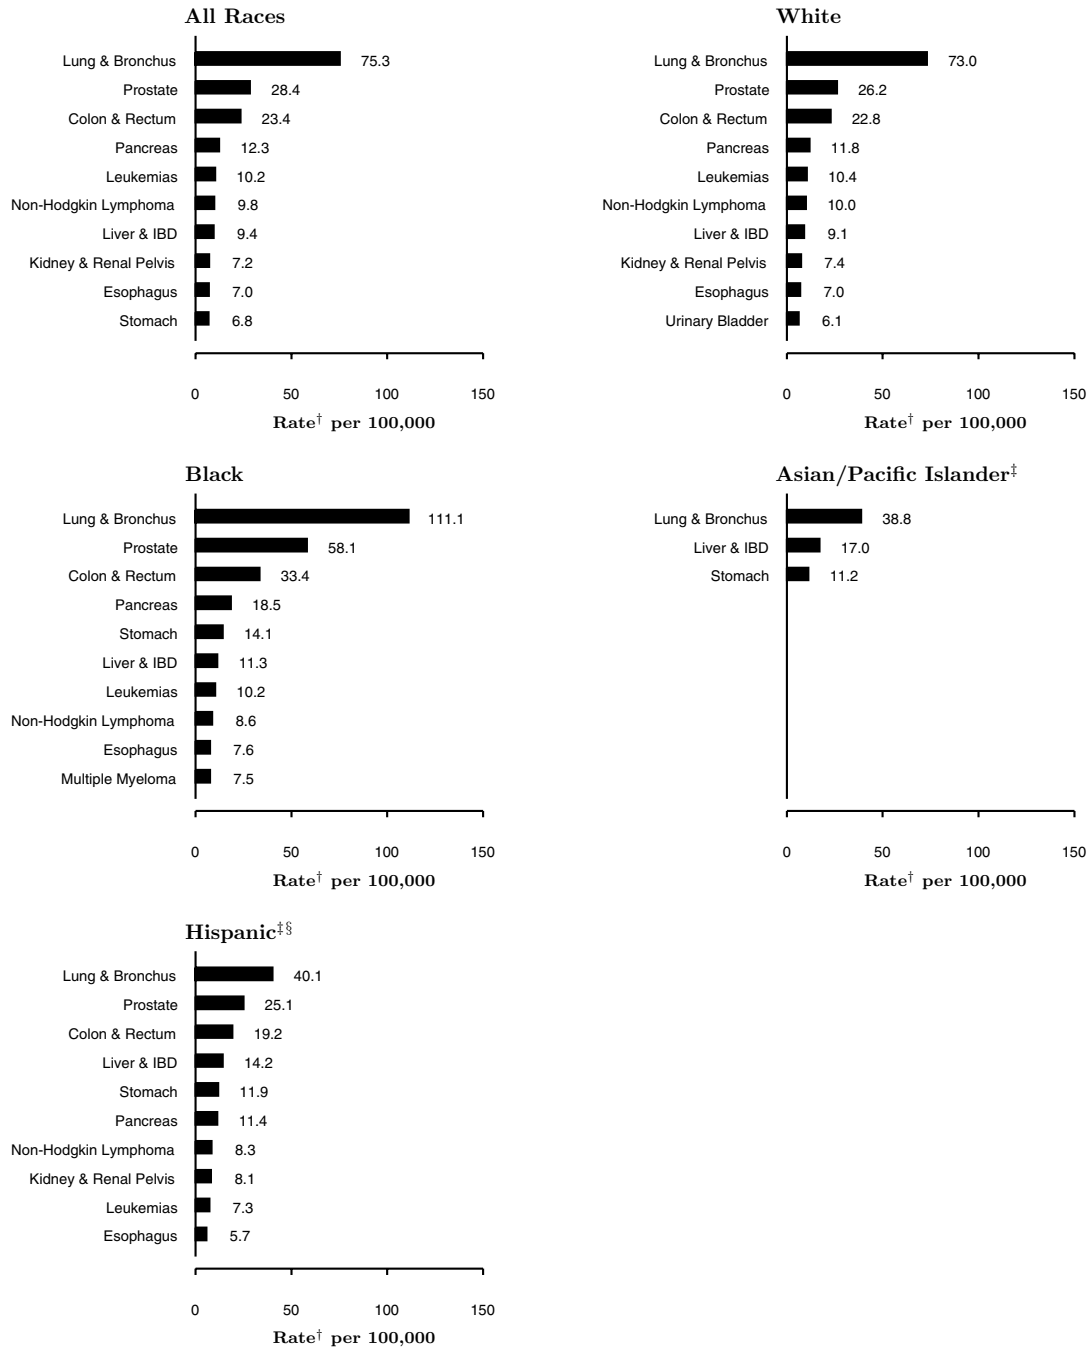 All Races
Lung & Bronchus 75.3
Prostate 28.4
Colon & Rectum 23.4
Pancreas 12.3
Leukemias 10.2
Non-Hodgkin Lymphoma 9.8
Liver & IBD 9.4
Kidney & Renal Pelvis 7.2
Esophagus 7.0
Stomach 6.8
0 50 100 150
Rate† per 100,000
White
Lung & Bronchus 73.0
Prostate 26.2
Colon & Rectum 22.8
Pancreas 11.8
Leukemias 10.4
Non-Hodgkin Lymphoma 10.0
Liver & IBD 9.1
Kidney & Renal Pelvis 7.4
Esophagus 7.0
Urinary Bladder 6.1
0 50 100 150
Rate† per 100,000
Black
Lung & Bronchus 111.1
Prostate 58.1
Colon & Rectum 33.4
Pancreas 18.5
Stomach 14.1
Liver & IBD 11.3
Leukemias 10.2
Non-Hodgkin Lymphoma 8.6
Esophagus 7.6
Multiple Myeloma 7.5
0 50 100 150
Rate† per 100,000
Asian/Pacific Islander‡
Lung & Bronchus 38.8
Liver & IBD 17.0
Stomach 11.2
0 50 100 150
Rate† per 100,000
Hispanic‡§
Lung & Bronchus 40.1
Prostate 25.1
Colon & Rectum 19.2
Liver & IBD 14.2
Stomach 11.9
Pancreas 11.4
Non-Hodgkin Lymphoma 8.3
Kidney & Renal Pelvis 8.1
Leukemias 7.3
Esophagus 5.7
0 50 100 150
Rate† per 100,000